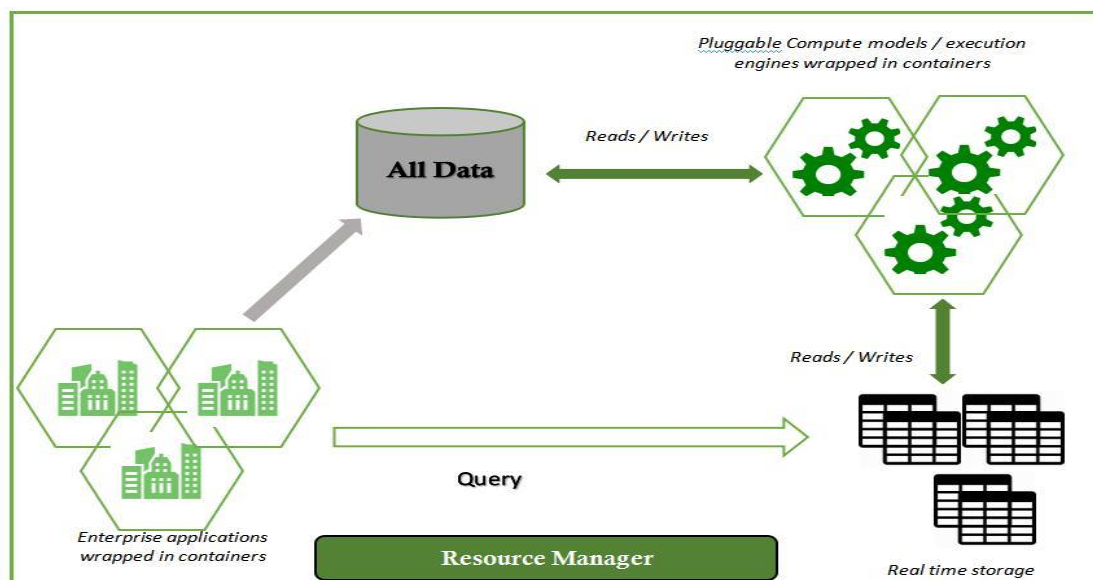 Pluggable Compute models / execution
engines wrapped in containers
Reads / Writes
All Data
Reads / Writes
Query
Enterprise applications
wrapped in containers
Resource Manager
Real time storage